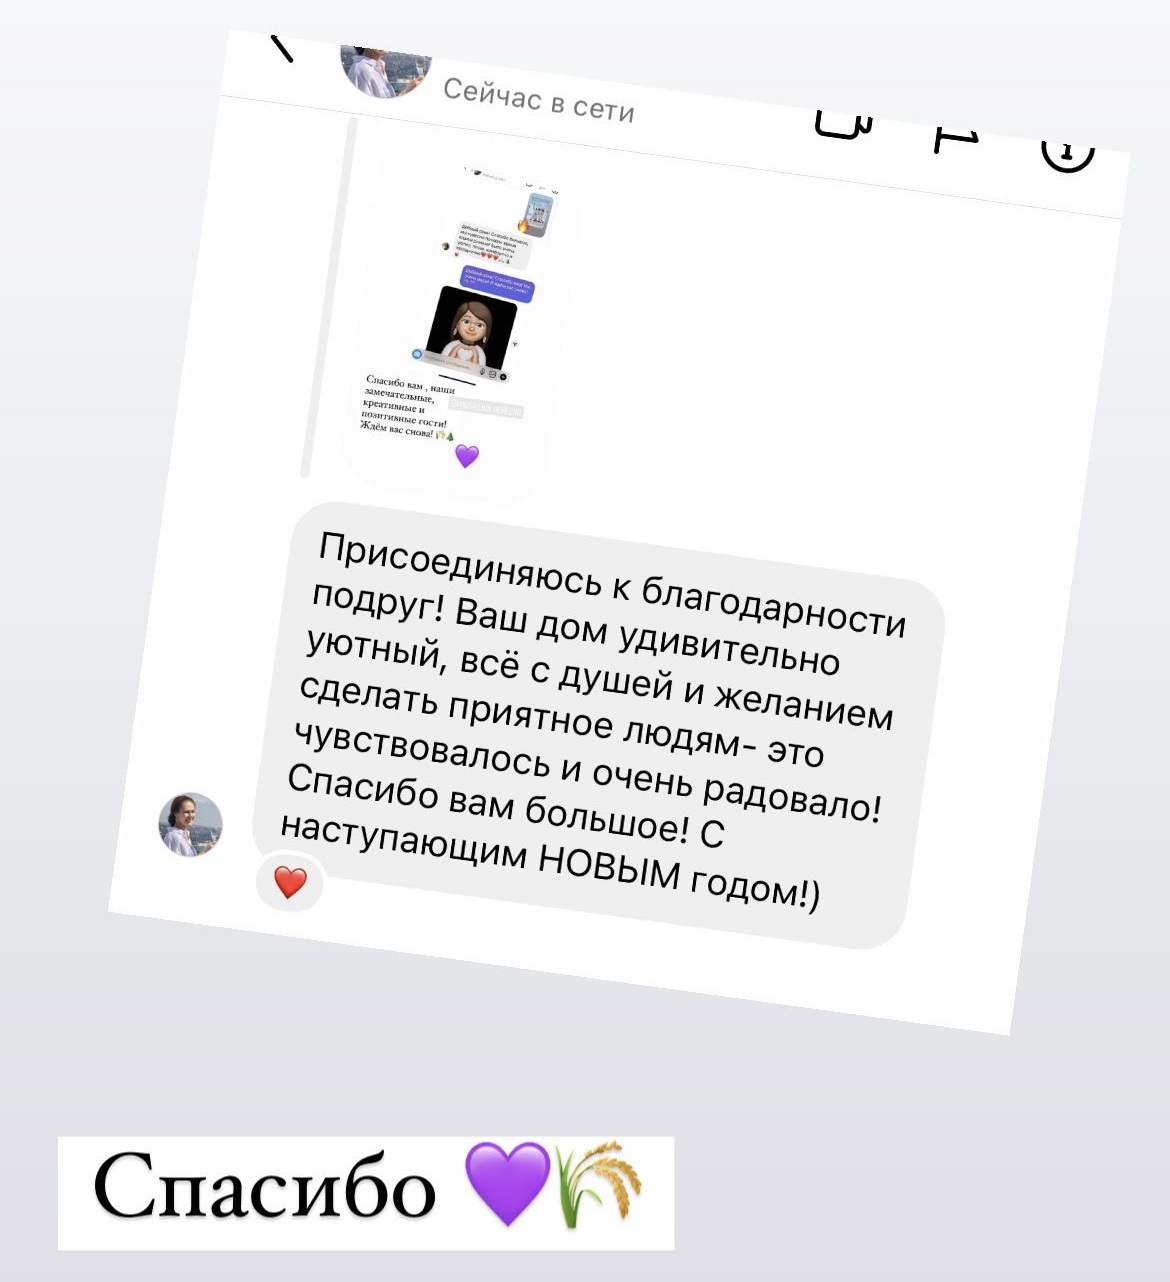 Сейчас в сети
Спасибо вам , наши
замечательные,
креативные и
позитивные гости!
Ждём вас снова! 🌾🌲
💜
Присоединяюсь к благодарности
подруг! Ваш дом удивительно
уютный, всё с душей и желанием
сделать приятное людям- это
чувствовалось и очень радовало!
Спасибо вам большое! С
наступающим НОВЫМ годом!)
❤️
Спасибо 💜🌾